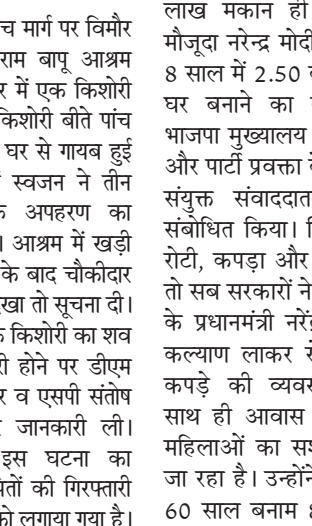 च मार्ग पर विमौर
राम बापू आश्रम
र में एक किशोरी
किशोरी बीते पांच
घर से गायब हुई
स्वजन ने तीन
अपहरण का
। आश्रम में खड़ी
के बाद चौकीदार
खा तो सूचना दी।
किशोरी का शव
री होने पर डीएम
र व एसपी संतोष
जानकारी ली।
इस घटना का
पितों की गिरफ्तारी
को लगाया गया है।
लाख मकान ही
मौजूदा नरेन्द्र मोदी
8 साल में 2.50
घर बनाने का
भाजपा मुख्यालय
और पार्टी प्रवक्ता
संयुक्त संवाददात
संबोधित किया।
रोटी, कपड़ा और
तो सब सरकारों ने
के प्रधानमंत्री नरें
कल्याण लाकर
कपड़े की व्यवस
साथ ही आवास
महिलाओं का सश
जा रहा है। उन्होंन
60 साल बनाम 8